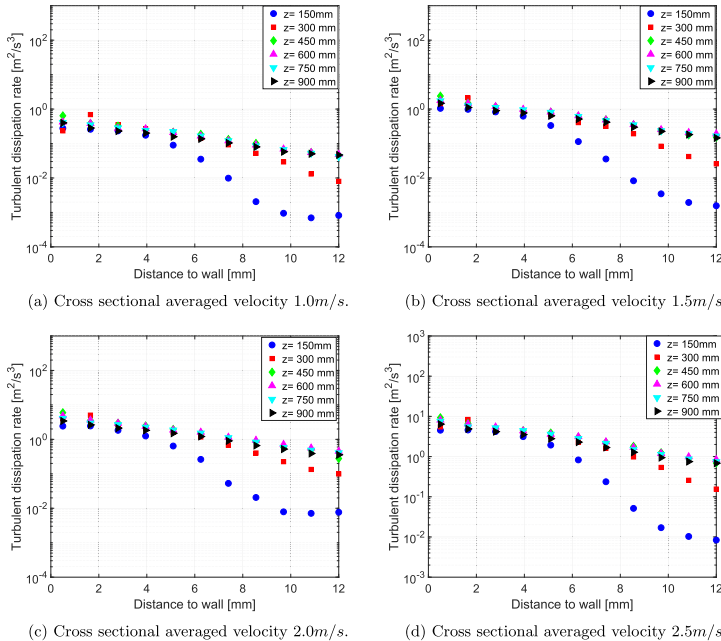 Turbulent dissipation rate [m²/s³]
10⁰
10⁻²
10⁻⁴
0 2 4 6 8 10 12
Distance to wall [mm]
z= 150mm
z= 300 mm
z= 450 mm
z= 600 mm
z= 750 mm
z= 900 mm
(a) Cross sectional averaged velocity 1.0m/s.
Turbulent dissipation rate [m²/s³]
10⁰
10⁻²
10⁻⁴
0 2 4 6 8 10 12
Distance to wall [mm]
z= 150mm
z= 300 mm
z= 450 mm
z= 600 mm
z= 750 mm
z= 900 mm
(b) Cross sectional averaged velocity 1.5m/s
Turbulent dissipation rate [m²/s³]
10²
10⁰
10⁻²
10⁻⁴
0 2 4 6 8 10 12
Distance to wall [mm]
z= 150mm
z= 300 mm
z= 450 mm
z= 600 mm
z= 750 mm
z= 900 mm
(c) Cross sectional averaged velocity 2.0m/s.
Turbulent dissipation rate [m²/s³]
10³
10²
10¹
10⁰
10⁻¹
10⁻²
10⁻³
0 2 4 6 8 10 12
Distance to wall [mm]
z= 150mm
z= 300 mm
z= 450 mm
z= 600 mm
z= 750 mm
z= 900 mm
(d) Cross sectional averaged velocity 2.5m/s